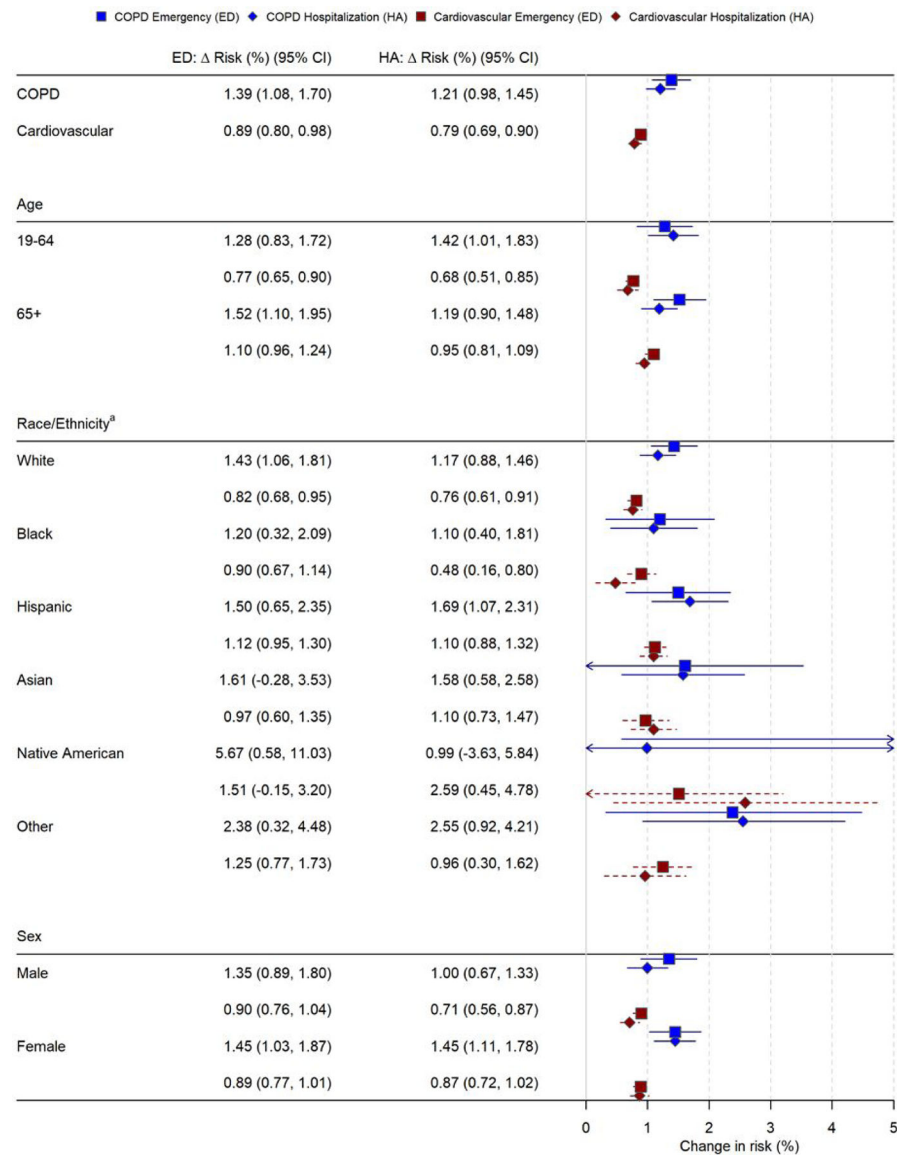 COPD Emergency (ED) COPD Hospitalization (HA) Cardiovascular Emergency (ED) Cardiovascular Hospitalization (HA)
ED: Δ Risk (%) (95% CI) HA: Δ Risk (%) (95% CI)
COPD 1.39 (1.08, 1.70) 1.21 (0.98, 1.45)
Cardiovascular 0.89 (0.80, 0.98) 0.79 (0.69, 0.90)
Age
19-64 1.28 (0.83, 1.72) 1.42 (1.01, 1.83)
0.77 (0.65, 0.90) 0.68 (0.51, 0.85)
65+ 1.52 (1.10, 1.95) 1.19 (0.90, 1.48)
1.10 (0.96, 1.24) 0.95 (0.81, 1.09)
Race/Ethnicityᵃ
White 1.43 (1.06, 1.81) 1.17 (0.88, 1.46)
0.82 (0.68, 0.95) 0.76 (0.61, 0.91)
Black 1.20 (0.32, 2.09) 1.10 (0.40, 1.81)
0.90 (0.67, 1.14) 0.48 (0.16, 0.80)
Hispanic 1.50 (0.65, 2.35) 1.69 (1.07, 2.31)
1.12 (0.95, 1.30) 1.10 (0.88, 1.32)
Asian 1.61 (-0.28, 3.53) 1.58 (0.58, 2.58)
0.97 (0.60, 1.35) 1.10 (0.73, 1.47)
Native American 5.67 (0.58, 11.03) 0.99 (-3.63, 5.84)
1.51 (-0.15, 3.20) 2.59 (0.45, 4.78)
Other 2.38 (0.32, 4.48) 2.55 (0.92, 4.21)
1.25 (0.77, 1.73) 0.96 (0.30, 1.62)
Sex
Male 1.35 (0.89, 1.80) 1.00 (0.67, 1.33)
0.90 (0.76, 1.04) 0.71 (0.56, 0.87)
Female 1.45 (1.03, 1.87) 1.45 (1.11, 1.78)
0.89 (0.77, 1.01) 0.87 (0.72, 1.02)
0 1 2 3 4 5
Change in risk (%)